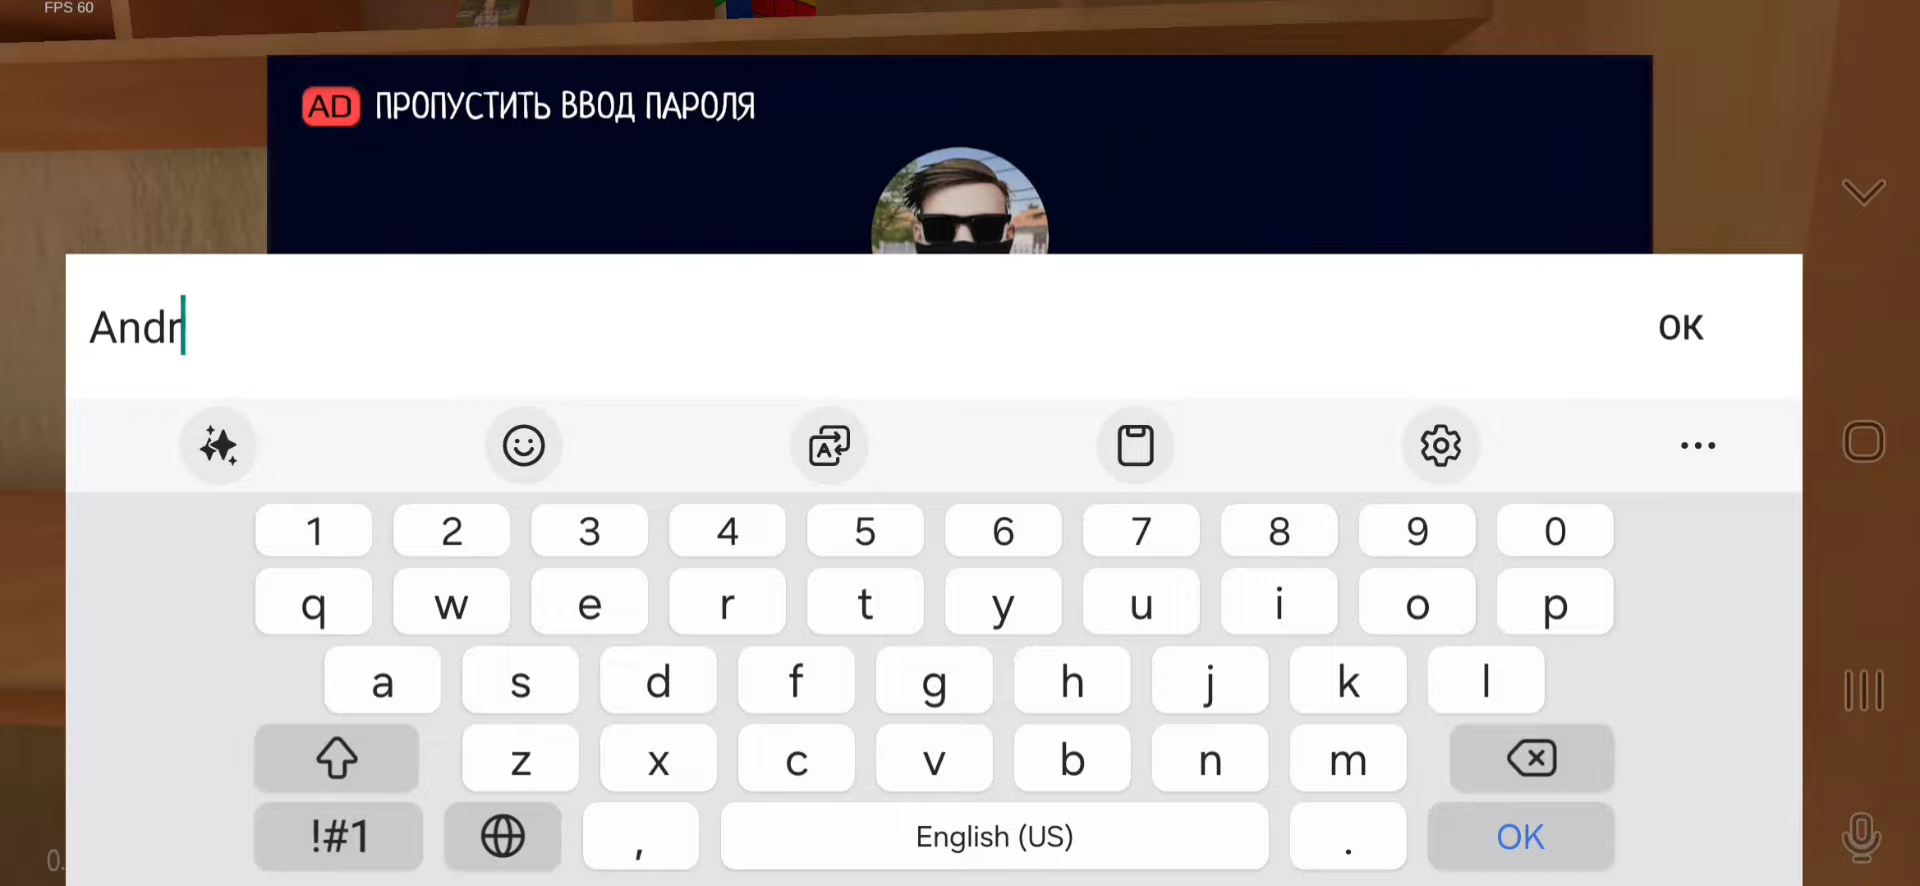 FPS 60
AD ПРОПУСТИТЬ ВВОД ПАРОЛЯ
Andr
OK
1 2 3 4 5 6 7 8 9 0
q w e r t y u i o p
a s d f g h j k l
z x c v b n m
!#1 , English (US) . OK
0.